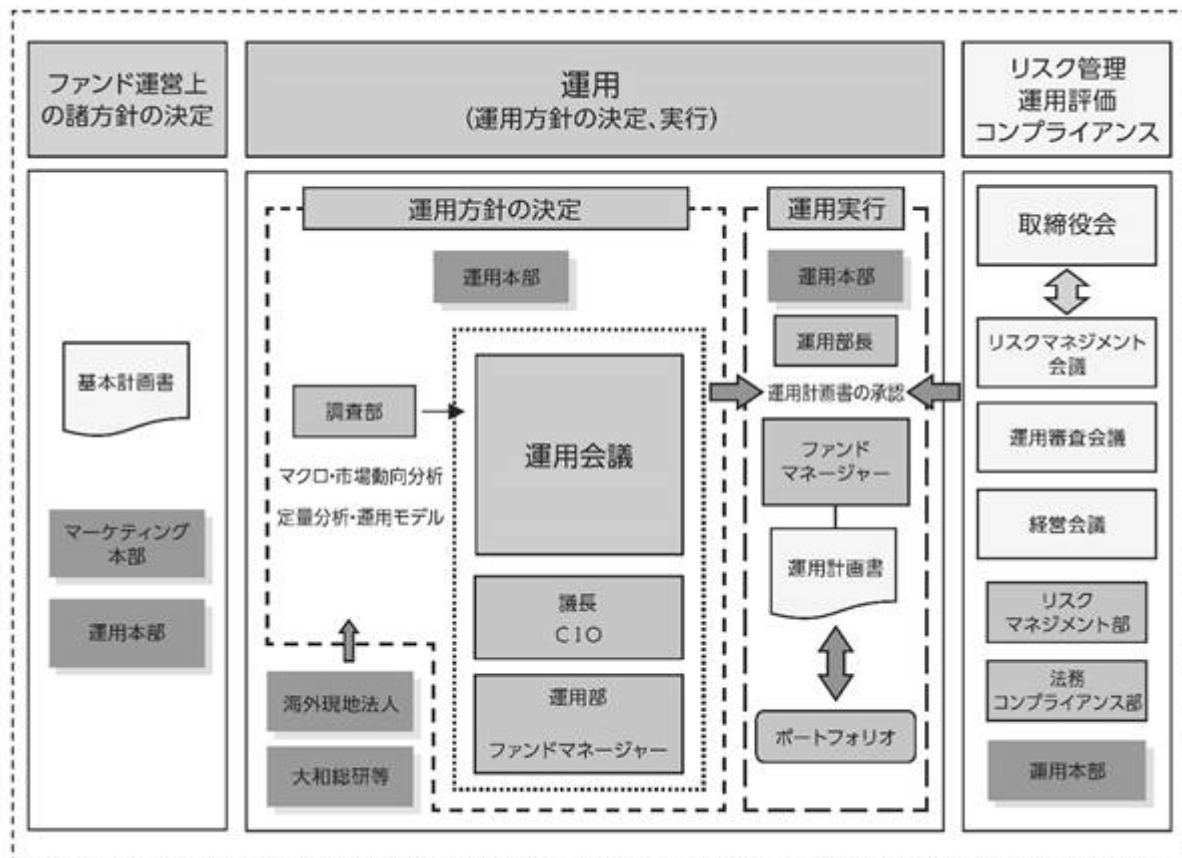 ファンド運営上
の諸方針の決定
運用
(運用方針の決定、実行)
リスク管理
運用評価
コンプライアンス
基本計画書
マーケティング
本部
運用本部
運用方針の決定
運用本部
調査部
マクロ・市場動向分析
定量分析・運用モデル
運用会議
議長
CIO
運用部
ファンドマネージャー
海外現地法人
大和総研等
運用実行
運用本部
運用部長
運用計画書の承認
ファンド
マネージャー
運用計画書
ポートフォリオ
取締役会
リスクマネジメント
会議
運用審査会議
経営会議
リスク
マネジメント部
法務
コンプライアンス部
運用本部